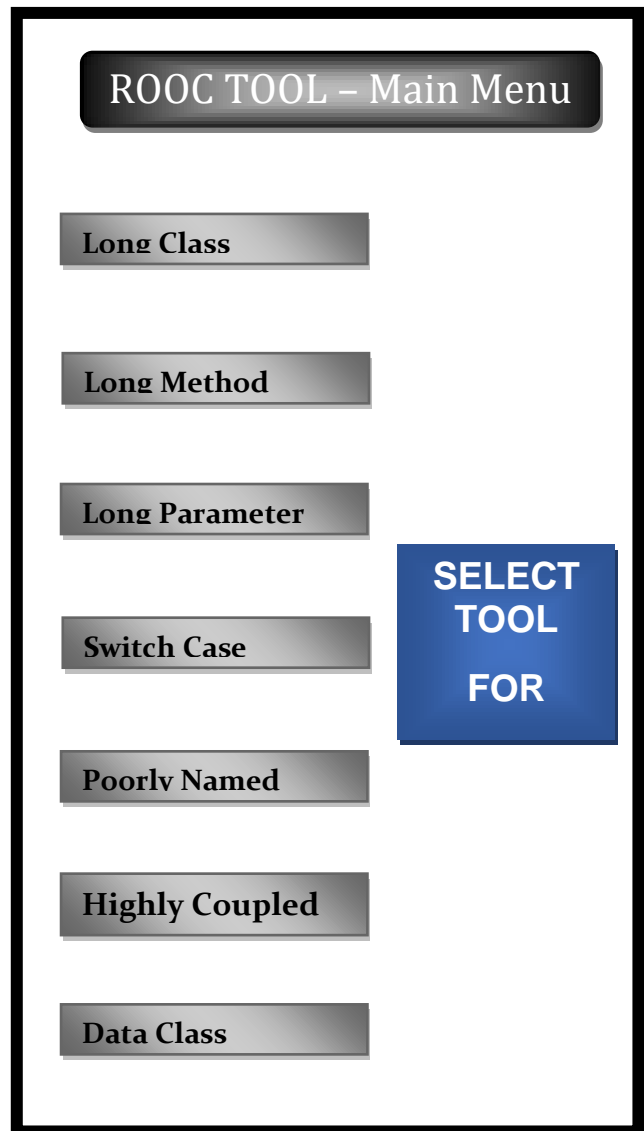 ROOC TOOL – Main Menu
Long Class
Long Method
Long Parameter
SELECT
TOOL
FOR
Switch Case
Poorly Named
Highly Coupled
Data Class